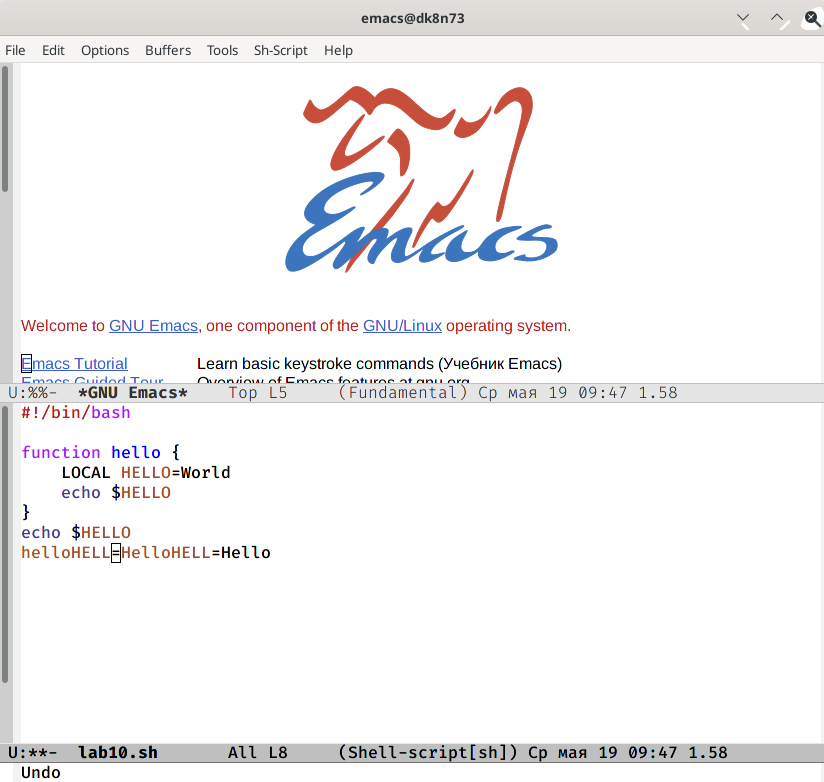 emacs@dk8n73
File Edit Options Buffers Tools Sh-Script Help
Emacs
Welcome to GNU Emacs, one component of the GNU/Linux operating system.
Emacs Tutorial Learn basic keystroke commands (Учебник Emacs)
Emacs Guided Tour Overview of Emacs features at gnu.org
U:%%- *GNU Emacs* Top L5 (Fundamental) Ср мая 19 09:47 1.58
#!/bin/bash
function hello {
    LOCAL HELLO=World
    echo $HELLO
}
echo $HELLO
helloHELL=HelloHELL=Hello
U:**- lab10.sh All L8 (Shell-script[sh]) Ср мая 19 09:47 1.58
Undo